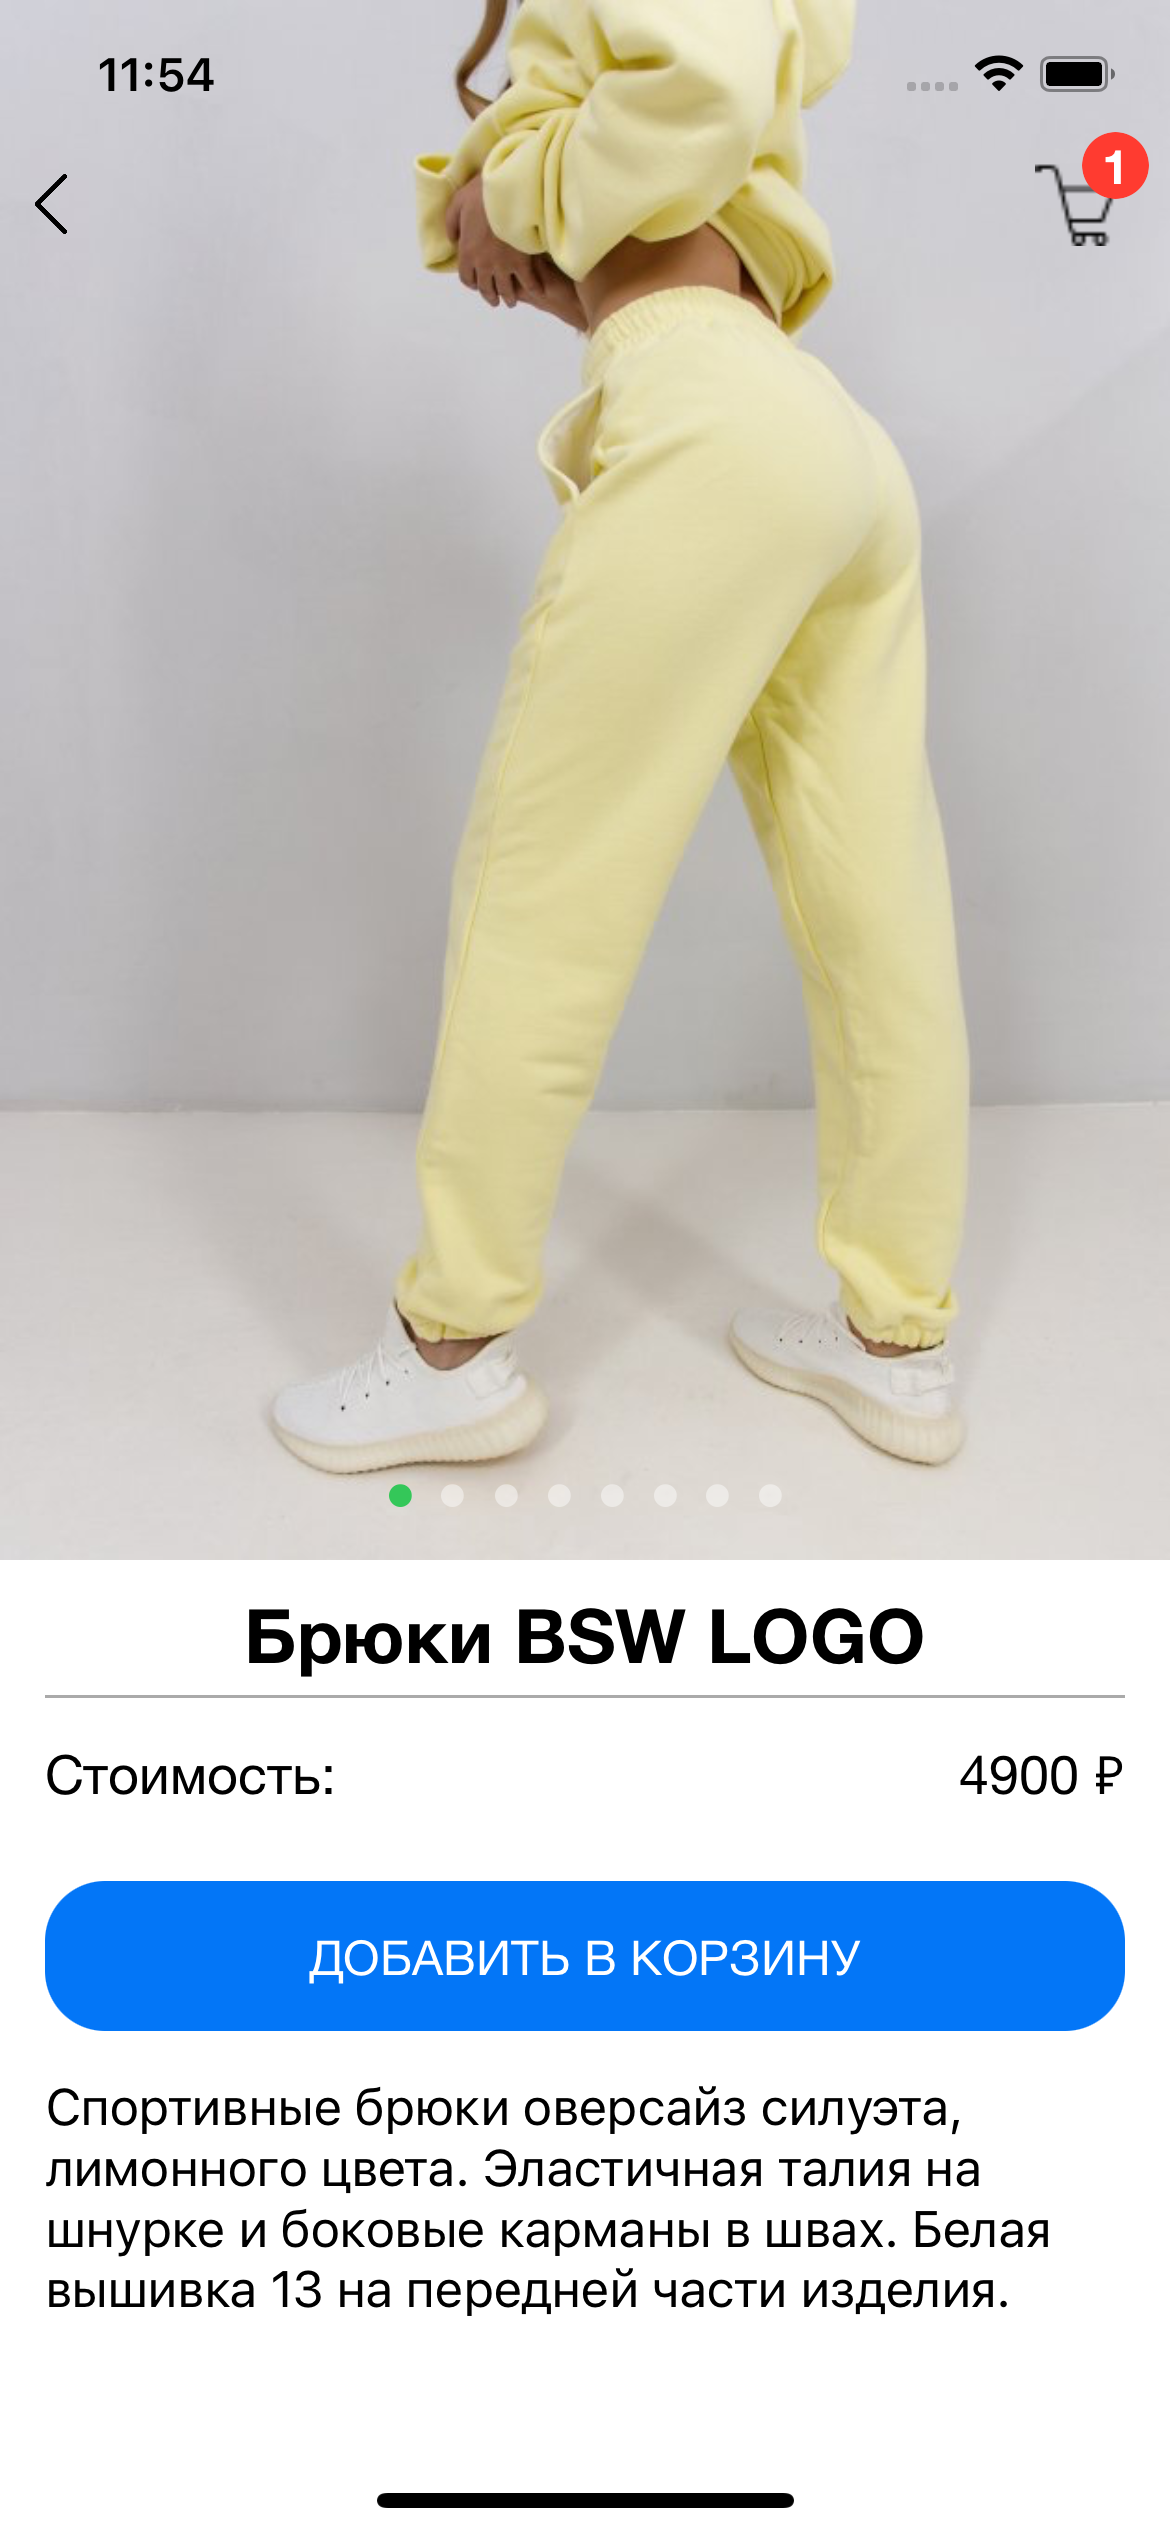 11:54
1
Брюки BSW LOGO
Стоимость:
4900 ₽
ДОБАВИТЬ В КОРЗИНУ
Спортивные брюки оверсайз силуэта,
лимонного цвета. Эластичная талия на
шнурке и боковые карманы в швах. Белая
вышивка 13 на передней части изделия.